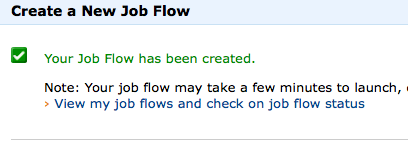 Create a New Job Flow
Your Job Flow has been created.
Note: Your job flow may take a few minutes to launch,
› View my job flows and check on job flow status